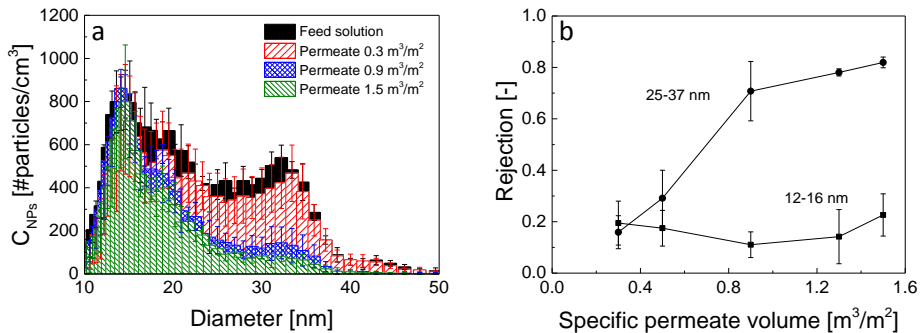 a
Feed solution
Permeate 0.3 m³/m²
Permeate 0.9 m³/m²
Permeate 1.5 m³/m²
C_NPs [#particles/cm³]
1200
1000
800
600
400
200
0
10 20 30 40 50
Diameter [nm]
b
25-37 nm
12-16 nm
Rejection [-]
1.0
0.8
0.6
0.4
0.2
0.0
0.0 0.4 0.8 1.2 1.6
Specific permeate volume [m³/m²]